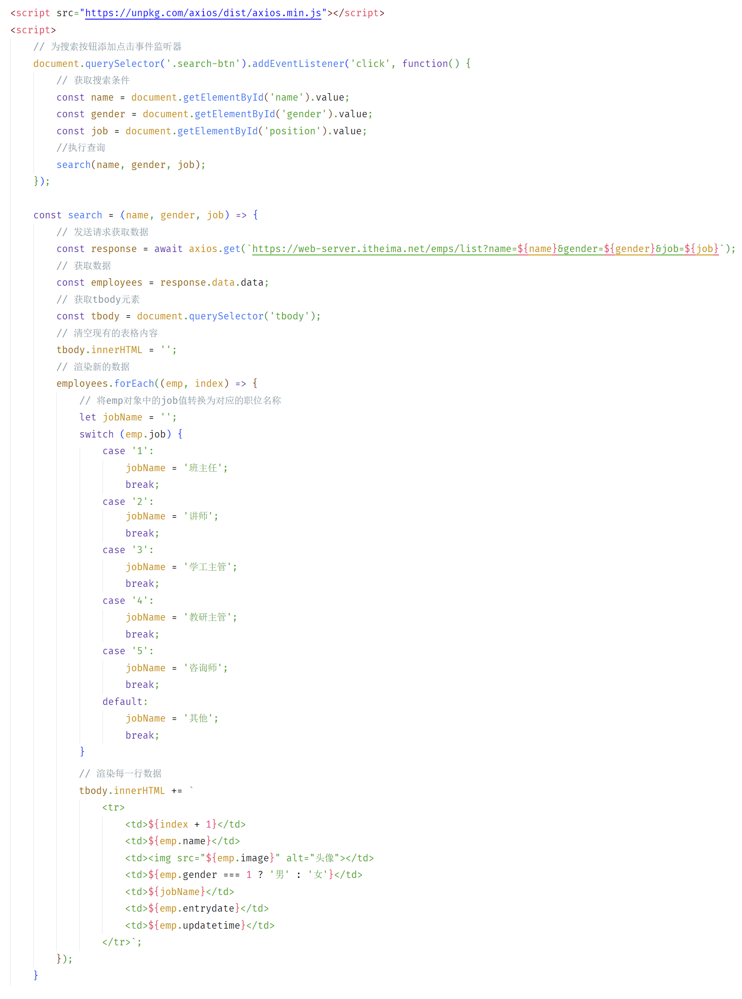 <script src="https://unpkg.com/axios/dist/axios.min.js"></script>
<script>
// 为搜索按钮添加点击事件监听器
document.querySelector('.search-btn').addEventListener('click', function() {
// 获取搜索条件
const name = document.getElementById('name').value;
const gender = document.getElementById('gender').value;
const job = document.getElementById('position').value;
//执行查询
search(name, gender, job);
});
const search = (name, gender, job) => {
// 发送请求获取数据
const response = await axios.get(`https://web-server.itheima.net/emps/list?name=${name}&gender=${gender}&job=${job}`);
// 获取数据
const employees = response.data.data;
// 获取tbody元素
const tbody = document.querySelector('tbody');
// 清空现有的表格内容
tbody.innerHTML = '';
// 渲染新的数据
employees.forEach((emp, index) => {
// 将emp对象中的job值转换为对应的职位名称
let jobName = '';
switch (emp.job) {
case '1':
jobName = '班主任';
break;
case '2':
jobName = '讲师';
break;
case '3':
jobName = '学工主管';
break;
case '4':
jobName = '教研主管';
break;
case '5':
jobName = '咨询师';
break;
default:
jobName = '其他';
break;
}
// 渲染每一行数据
tbody.innerHTML += `
<tr>
<td>${index + 1}</td>
<td>${emp.name}</td>
<td><img src="${emp.image}" alt="头像"></td>
<td>${emp.gender === 1 ? '男' : '女'}</td>
<td>${jobName}</td>
<td>${emp.entrydate}</td>
<td>${emp.updatetime}</td>
</tr>`;
});
}